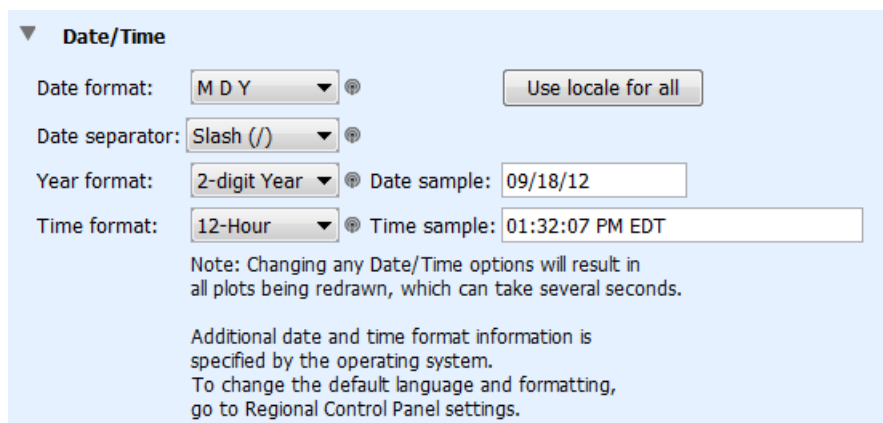 Date/Time
Date format: M D Y Use locale for all
Date separator: Slash (/)
Year format: 2-digit Year Date sample: 09/18/12
Time format: 12-Hour Time sample: 01:32:07 PM EDT
Note: Changing any Date/Time options will result in
all plots being redrawn, which can take several seconds.
Additional date and time format information is
specified by the operating system.
To change the default language and formatting,
go to Regional Control Panel settings.